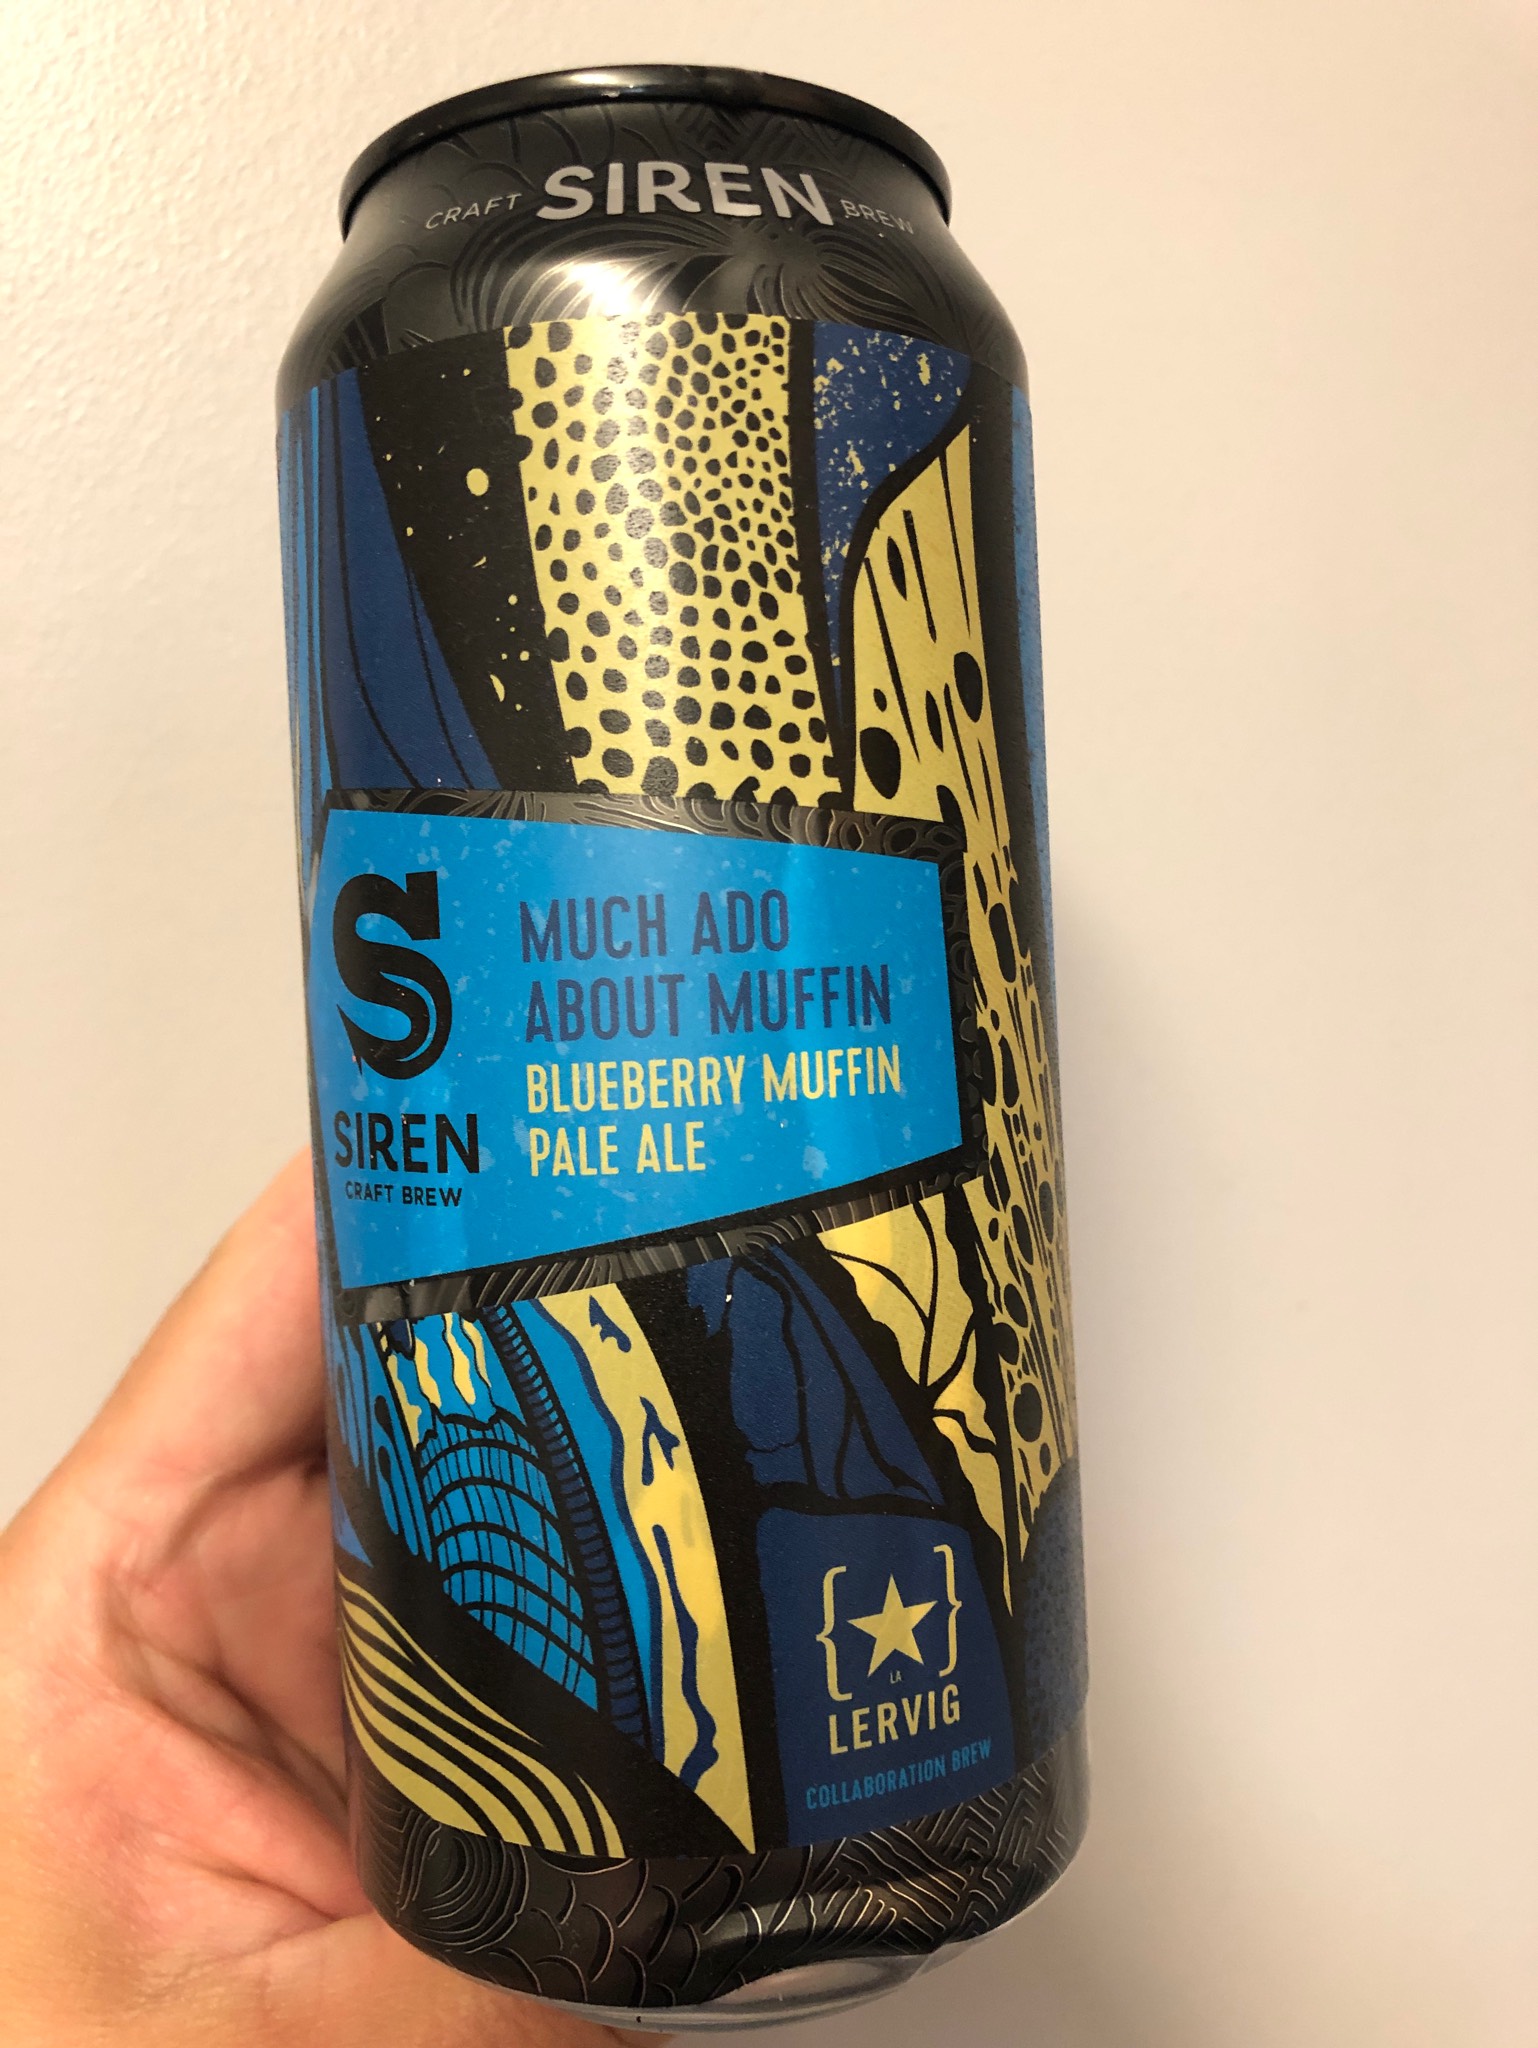 CRAFT SIREN BREW
S
MUCH ADO
ABOUT MUFFIN
BLUEBERRY MUFFIN
PALE ALE
SIREN
CRAFT BREW
{★}
LA
LERVIG
COLLABORATION BREW